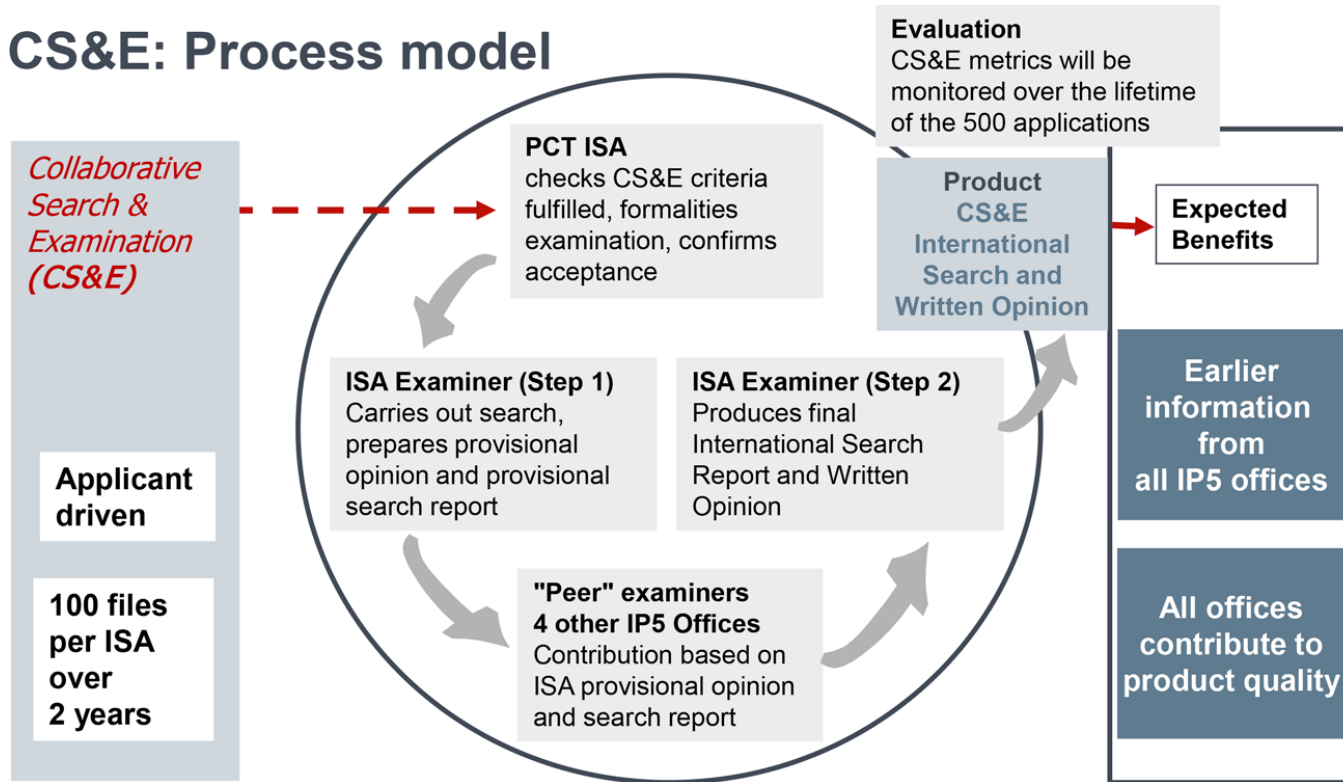 CS&E: Process model
Collaborative
Search &
Examination
(CS&E)
Applicant
driven
100 files
per ISA
over
2 years
PCT ISA
checks CS&E criteria
fulfilled, formalities
examination, confirms
acceptance
ISA Examiner (Step 1)
Carries out search,
prepares provisional
opinion and provisional
search report
"Peer" examiners
4 other IP5 Offices
Contribution based on
ISA provisional opinion
and search report
ISA Examiner (Step 2)
Produces final
International Search
Report and Written
Opinion
Product
CS&E
International
Search and
Written Opinion
Evaluation
CS&E metrics will be
monitored over the lifetime
of the 500 applications
Expected
Benefits
Earlier
information
from
all IP5 offices
All offices
contribute to
product quality